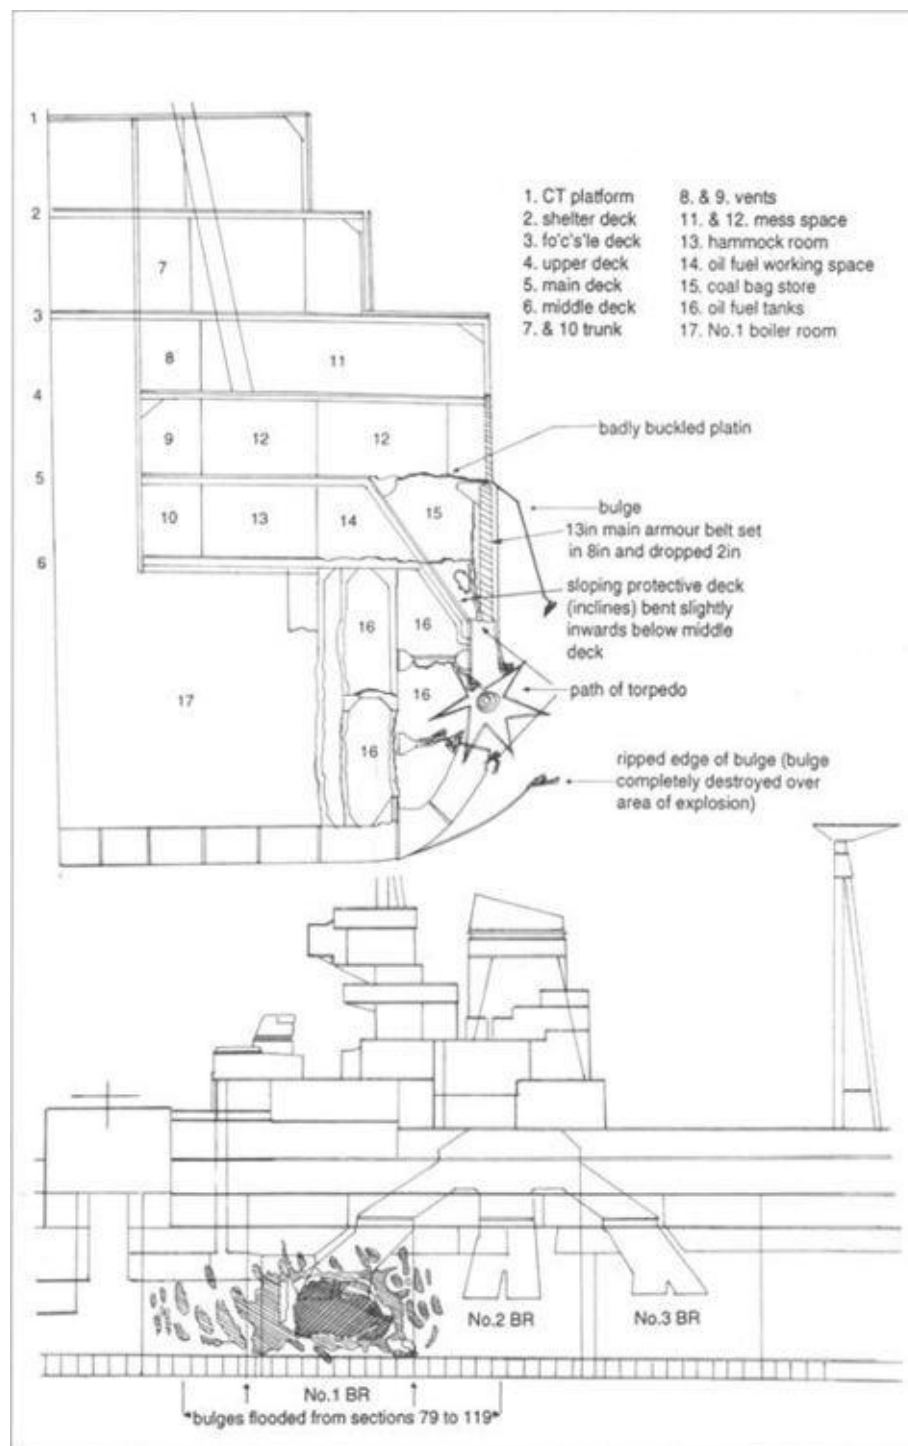 1
2
3
4
5
6
7
8
11
9
12
12
10
13
14
15
16
16
16
16
17
1. CT platform
2. shelter deck
3. fo'c's'le deck
4. upper deck
5. main deck
6. middle deck
7. & 10 trunk
8. & 9. vents
11. & 12. mess space
13. hammock room
14. oil fuel working space
15. coal bag store
16. oil fuel tanks
17. No.1 boiler room
badly buckled platin
bulge
13in main armour belt set
in 8in and dropped 2in
sloping protective deck
(inclines) bent slightly
inwards below middle
deck
path of torpedo
ripped edge of bulge (bulge
completely destroyed over
area of explosion)
No.2 BR
No.3 BR
No.1 BR
bulges flooded from sections 79 to 119